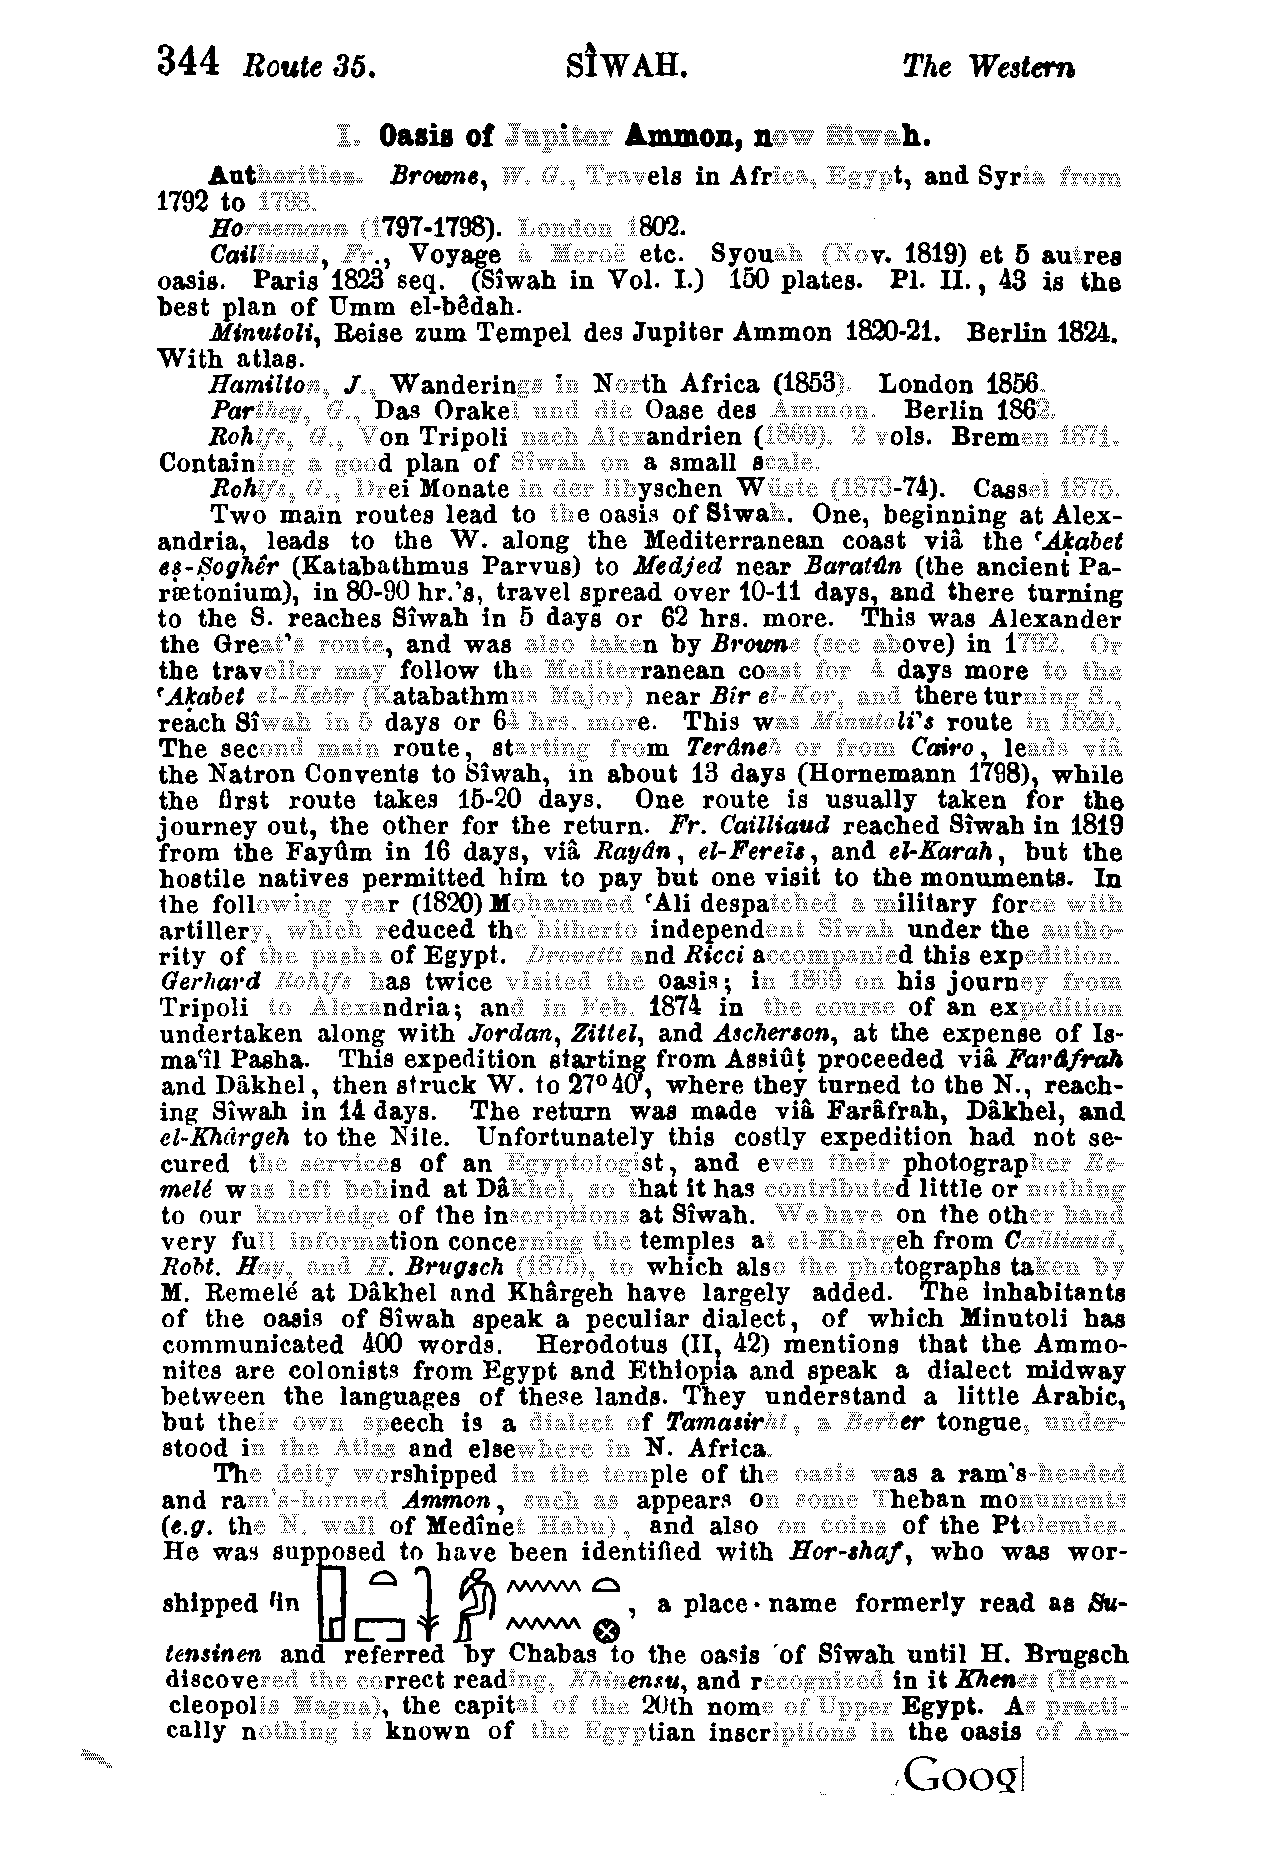 344 Route 35. SÎWAH. The Western
1. Oasis of Jupiter Ammon, now Siwah.
Authorities. Browne, W. G., Travels in Africa, Egypt, and Syria from
1792 to 1798.
Hornemann (1797-1798). London 1802.
Cailliaud, Fr., Voyage à Meroë etc. Syouah (Nov. 1819) et 5 autres
oasis. Paris 1823 seq. (Sîwah in Vol. I.) 150 plates. Pl. II., 43 is the
best plan of Umm el-bêdah.
Minutoli, Reise zum Tempel des Jupiter Ammon 1820-21. Berlin 1824.
With atlas.
Hamilton, J., Wanderings in North Africa (1853). London 1856.
Parthey, G., Das Orakel und die Oase des Ammon. Berlin 1862.
Rohlfs, G., Von Tripoli nach Alexandrien (1869). 2 vols. Bremen 1871.
Containing a good plan of Sîwah on a small scale.
Rohlfs, G., Drei Monate in der libyschen Wüste (1873-74). Cassel 1875.
Two main routes lead to the oasis of Siwah. One, beginning at Alex-
andria, leads to the W. along the Mediterranean coast viâ the ʿAḳabet
eṣ-Ṣoghêr (Katabathmus Parvus) to Medjed near Baratûn (the ancient Pa-
rætonium), in 80-90 hr.'s, travel spread over 10-11 days, and there turning
to the S. reaches Sîwah in 5 days or 62 hrs. more. This was Alexander
the Great's route, and was also taken by Browne (see above) in 1792. Or
the traveller may follow the Mediterranean coast for 4 days more to the
ʿAḳabet el-Kebîr (Katabathmus Major) near Bîr el-Kor, and there turning S.,
reach Sîwah in 5 days or 64 hrs. more. This was Minutoli's route in 1820.
The second main route, starting from Terâneh or from Cairo, leads viâ
the Natron Convents to Sîwah, in about 13 days (Hornemann 1798), while
the first route takes 15-20 days. One route is usually taken for the
journey out, the other for the return. Fr. Cailliaud reached Sîwah in 1819
from the Fayûm in 16 days, viâ Rayân, el-Fereïs, and el-Karah, but the
hostile natives permitted him to pay but one visit to the monuments. In
the following year (1820) Mohammed ʿAli despatched a military force with
artillery, which reduced the hitherto independent Sîwah under the autho-
rity of the pasha of Egypt. Drovetti and Ricci accompanied this expedition.
Gerhard Rohlfs has twice visited the oasis; in 1869 on his journey from
Tripoli to Alexandria; and in Feb. 1874 in the course of an expedition
undertaken along with Jordan, Zittel, and Ascherson, at the expense of Is-
maʿîl Pasha. This expedition starting from Assiûṭ proceeded viâ Farâfrah
and Dâkhel, then struck W. to 27°40', where they turned to the N., reach-
ing Sîwah in 14 days. The return was made viâ Farâfrah, Dâkhel, and
el-Khârgeh to the Nile. Unfortunately this costly expedition had not se-
cured the services of an Egyptologist, and even their photographer Re-
melé was left behind at Dâkhel, so that it has contributed little or nothing
to our knowledge of the inscriptions at Sîwah. We have on the other hand
very full information concerning the temples at el-Khârgeh from Cailliaud,
Robt. Hay, and H. Brugsch (1875), to which also the photographs taken by
M. Remelé at Dâkhel and Khârgeh have largely added. The inhabitants
of the oasis of Sîwah speak a peculiar dialect, of which Minutoli has
communicated 400 words. Herodotus (II, 42) mentions that the Ammo-
nites are colonists from Egypt and Ethiopia and speak a dialect midway
between the languages of these lands. They understand a little Arabic,
but their own speech is a dialect of Tamasirht, a Berber tongue, under-
stood in the Atlas and elsewhere in N. Africa.
The deity worshipped in the temple of the oasis was a ram's-headed
and ram's-horned Ammon, such as appears on some Theban monuments
(e.g. the N. wall of Medînet Habu), and also on coins of the Ptolemies.
He was supposed to have been identified with Hor-shaf, who was wor-
shipped in , a place-name formerly read as Su-
tensinen and referred by Chabas to the oasis of Sîwah until H. Brugsch
discovered the correct reading, Khinensu, and recognized in it Khenes (Hera-
cleopolis Magna), the capital of the 20th nome of Upper Egypt. As practi-
cally nothing is known of the Egyptian inscriptions in the oasis of Am-
Googl